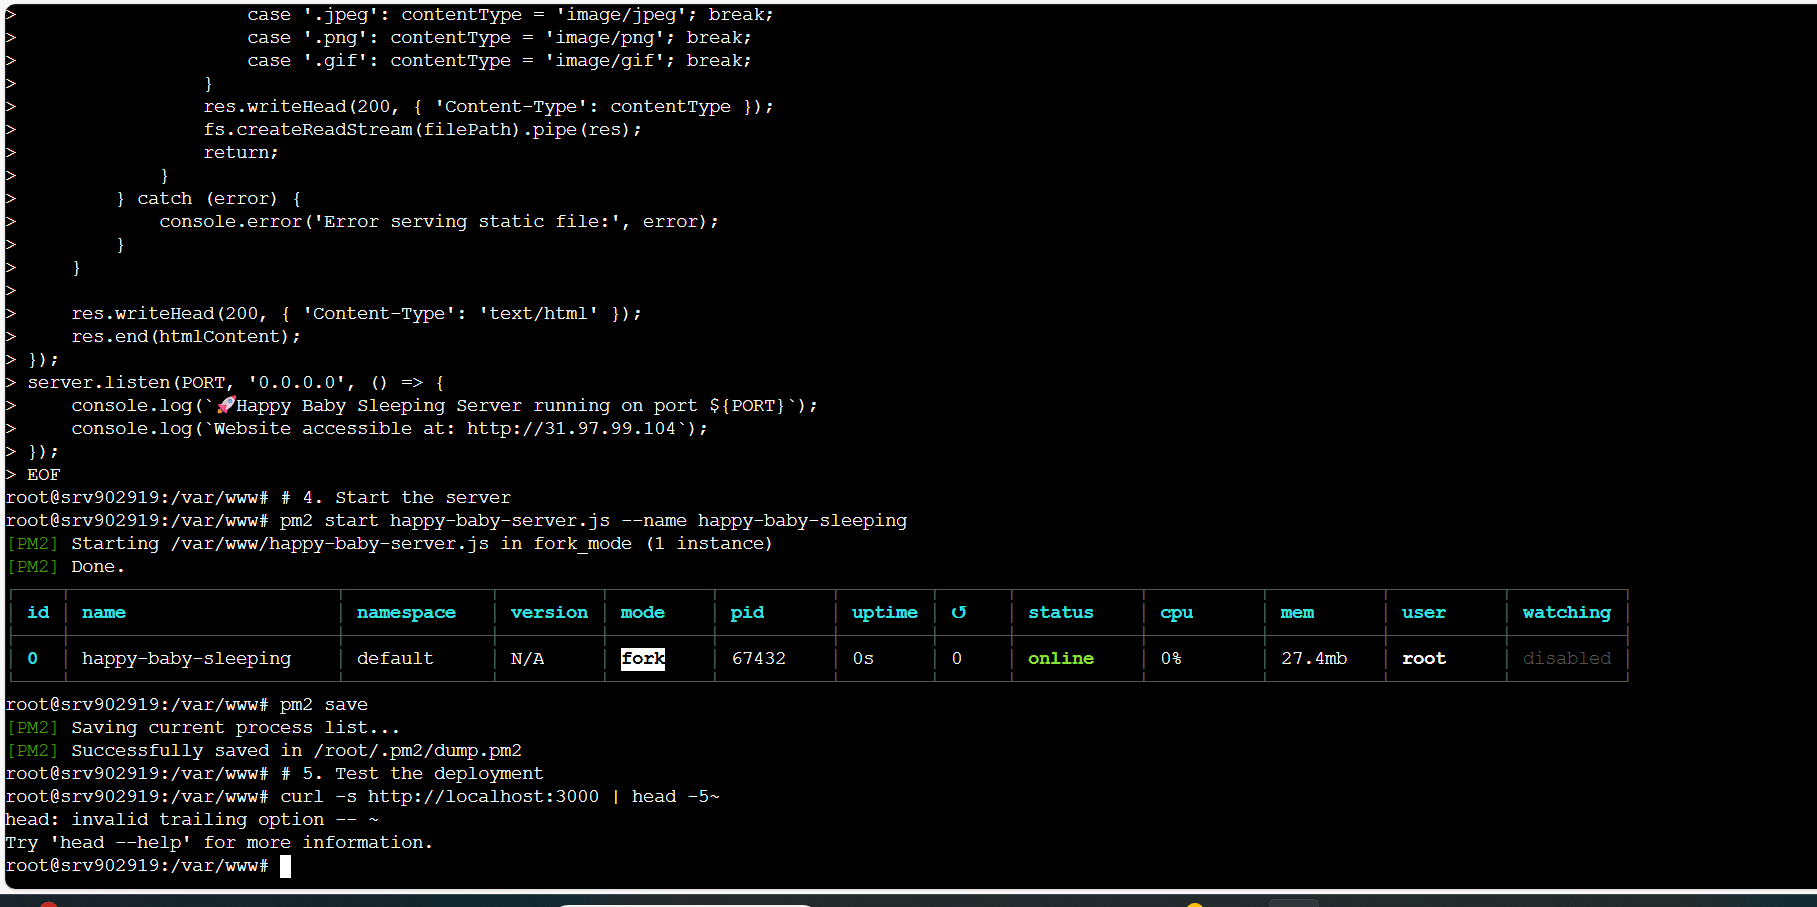 >                     case '.jpeg': contentType = 'image/jpeg'; break;
>                     case '.png': contentType = 'image/png'; break;
>                     case '.gif': contentType = 'image/gif'; break;
>                 }
>                 res.writeHead(200, { 'Content-Type': contentType });
>                 fs.createReadStream(filePath).pipe(res);
>                 return;
>             }
>         } catch (error) {
>             console.error('Error serving static file:', error);
>         }
>     }
>
>     res.writeHead(200, { 'Content-Type': 'text/html' });
>     res.end(htmlContent);
> });
> server.listen(PORT, '0.0.0.0', () => {
>     console.log(`🚀Happy Baby Sleeping Server running on port ${PORT}`);
>     console.log(`Website accessible at: http://31.97.99.104`);
> });
> EOF
root@srv902919:/var/www# # 4. Start the server
root@srv902919:/var/www# pm2 start happy-baby-server.js --name happy-baby-sleeping
[PM2] Starting /var/www/happy-baby-server.js in fork_mode (1 instance)
[PM2] Done.
│ id │ name │ namespace │ version │ mode │ pid │ uptime │ ↺ │ status │ cpu │ mem │ user │ watching │
│ 0 │ happy-baby-sleeping │ default │ N/A │ fork │ 67432 │ 0s │ 0 │ online │ 0% │ 27.4mb │ root │ disabled │
root@srv902919:/var/www# pm2 save
[PM2] Saving current process list...
[PM2] Successfully saved in /root/.pm2/dump.pm2
root@srv902919:/var/www# # 5. Test the deployment
root@srv902919:/var/www# curl -s http://localhost:3000 | head -5~
head: invalid trailing option -- ~
Try 'head --help' for more information.
root@srv902919:/var/www#